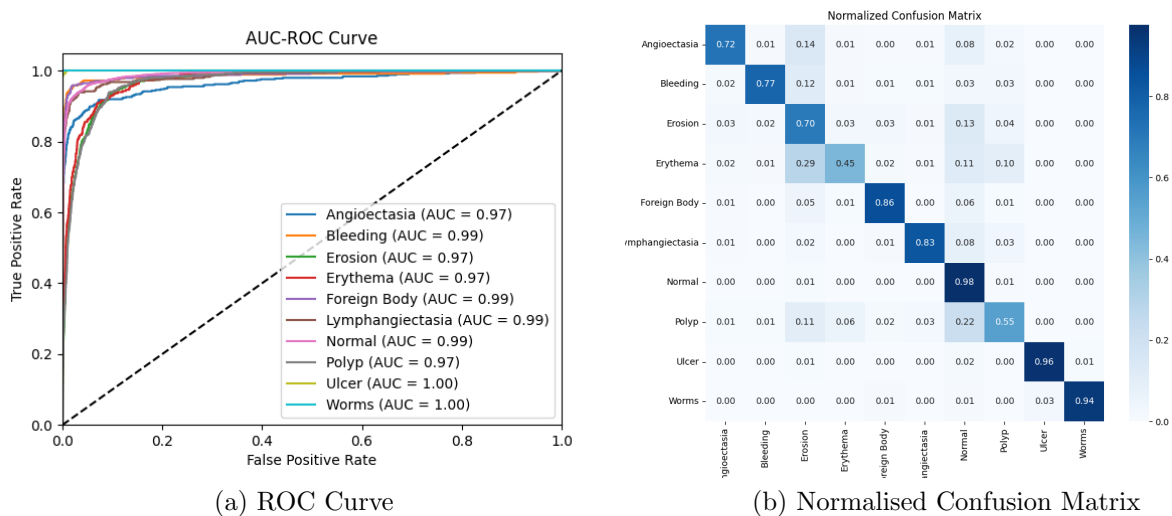 AUC-ROC Curve
True Positive Rate
1.0
0.8
0.6
0.4
0.2
0.0
0.0 0.2 0.4 0.6 0.8 1.0
False Positive Rate
Angioectasia (AUC = 0.97)
Bleeding (AUC = 0.99)
Erosion (AUC = 0.97)
Erythema (AUC = 0.97)
Foreign Body (AUC = 0.99)
Lymphangiectasia (AUC = 0.99)
Normal (AUC = 0.99)
Polyp (AUC = 0.97)
Ulcer (AUC = 1.00)
Worms (AUC = 1.00)
(a) ROC Curve
Normalized Confusion Matrix
Angioectasia 0.72 0.01 0.14 0.01 0.00 0.01 0.08 0.02 0.00 0.00
Bleeding 0.02 0.77 0.12 0.01 0.01 0.01 0.03 0.03 0.00 0.00
Erosion 0.03 0.02 0.70 0.03 0.03 0.01 0.13 0.04 0.00 0.00
Erythema 0.02 0.01 0.29 0.45 0.02 0.01 0.11 0.10 0.00 0.00
Foreign Body 0.01 0.00 0.05 0.01 0.86 0.00 0.06 0.01 0.00 0.00
ymphangiectasia 0.01 0.00 0.02 0.00 0.01 0.83 0.08 0.03 0.00 0.00
Normal 0.00 0.00 0.01 0.00 0.00 0.00 0.98 0.01 0.00 0.00
Polyp 0.01 0.01 0.11 0.06 0.02 0.03 0.22 0.55 0.00 0.00
Ulcer 0.00 0.00 0.01 0.00 0.00 0.00 0.02 0.00 0.96 0.01
Worms 0.00 0.00 0.00 0.00 0.01 0.00 0.01 0.00 0.03 0.94
ngioectasia Bleeding Erosion Erythema oreign Body angiectasia Normal Polyp Ulcer Worms
0.8
0.6
0.4
0.2
0.0
(b) Normalised Confusion Matrix